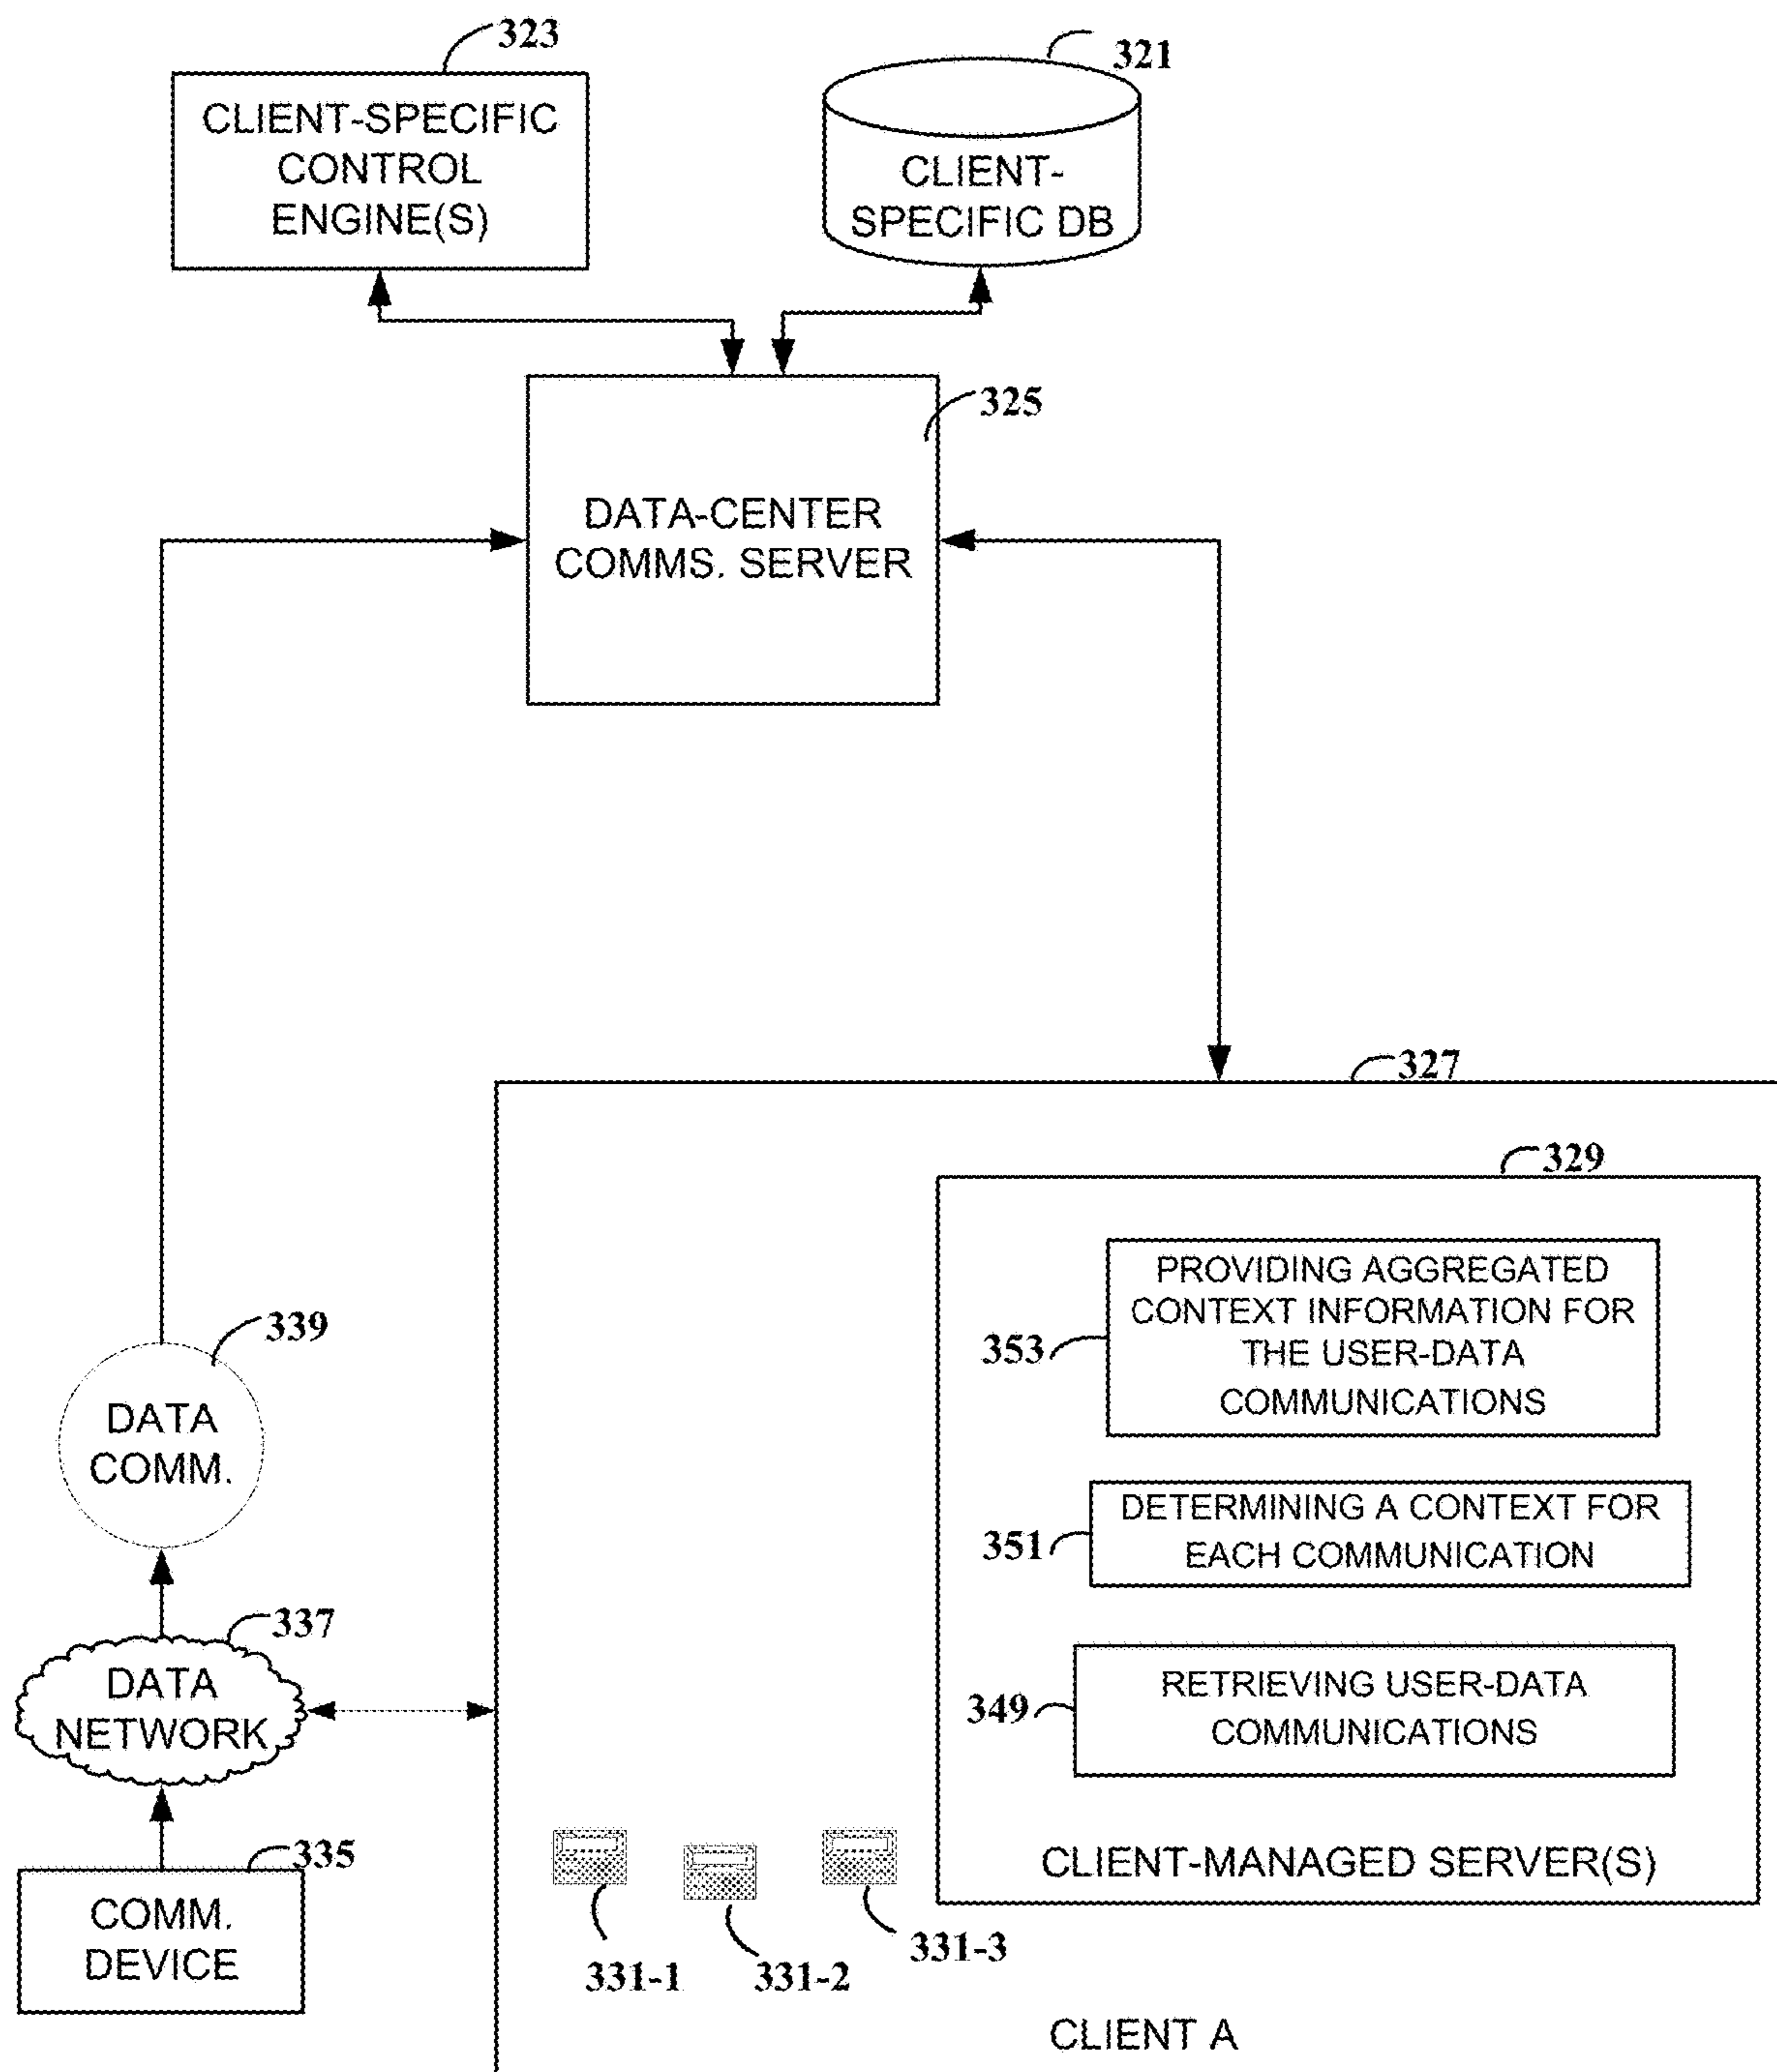 323
CLIENT-SPECIFIC
CONTROL
ENGINE(S)
321
CLIENT-
SPECIFIC DB
325
DATA-CENTER
COMMS. SERVER
327
329
PROVIDING AGGREGATED
CONTEXT INFORMATION FOR
THE USER-DATA
COMMUNICATIONS
353
339
DATA
COMM.
DETERMINING A CONTEXT FOR
EACH COMMUNICATION
351
337
DATA
NETWORK
RETRIEVING USER-DATA
COMMUNICATIONS
349
335
COMM.
DEVICE
CLIENT-MANAGED SERVER(S)
331-1
331-2
331-3
CLIENT A